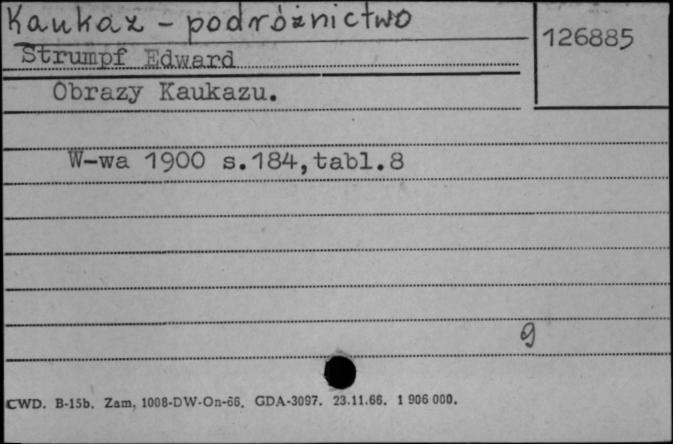 Kaukaz - podróżnictwo
126885
Strumpf Edward
Obrazy Kaukazu.
W-wa 1900 s.184,tabl.8
g
CWD. B-15b. Zam, 1008-DW-On-66. GDA-3097. 23.11.66. 1 906 000.